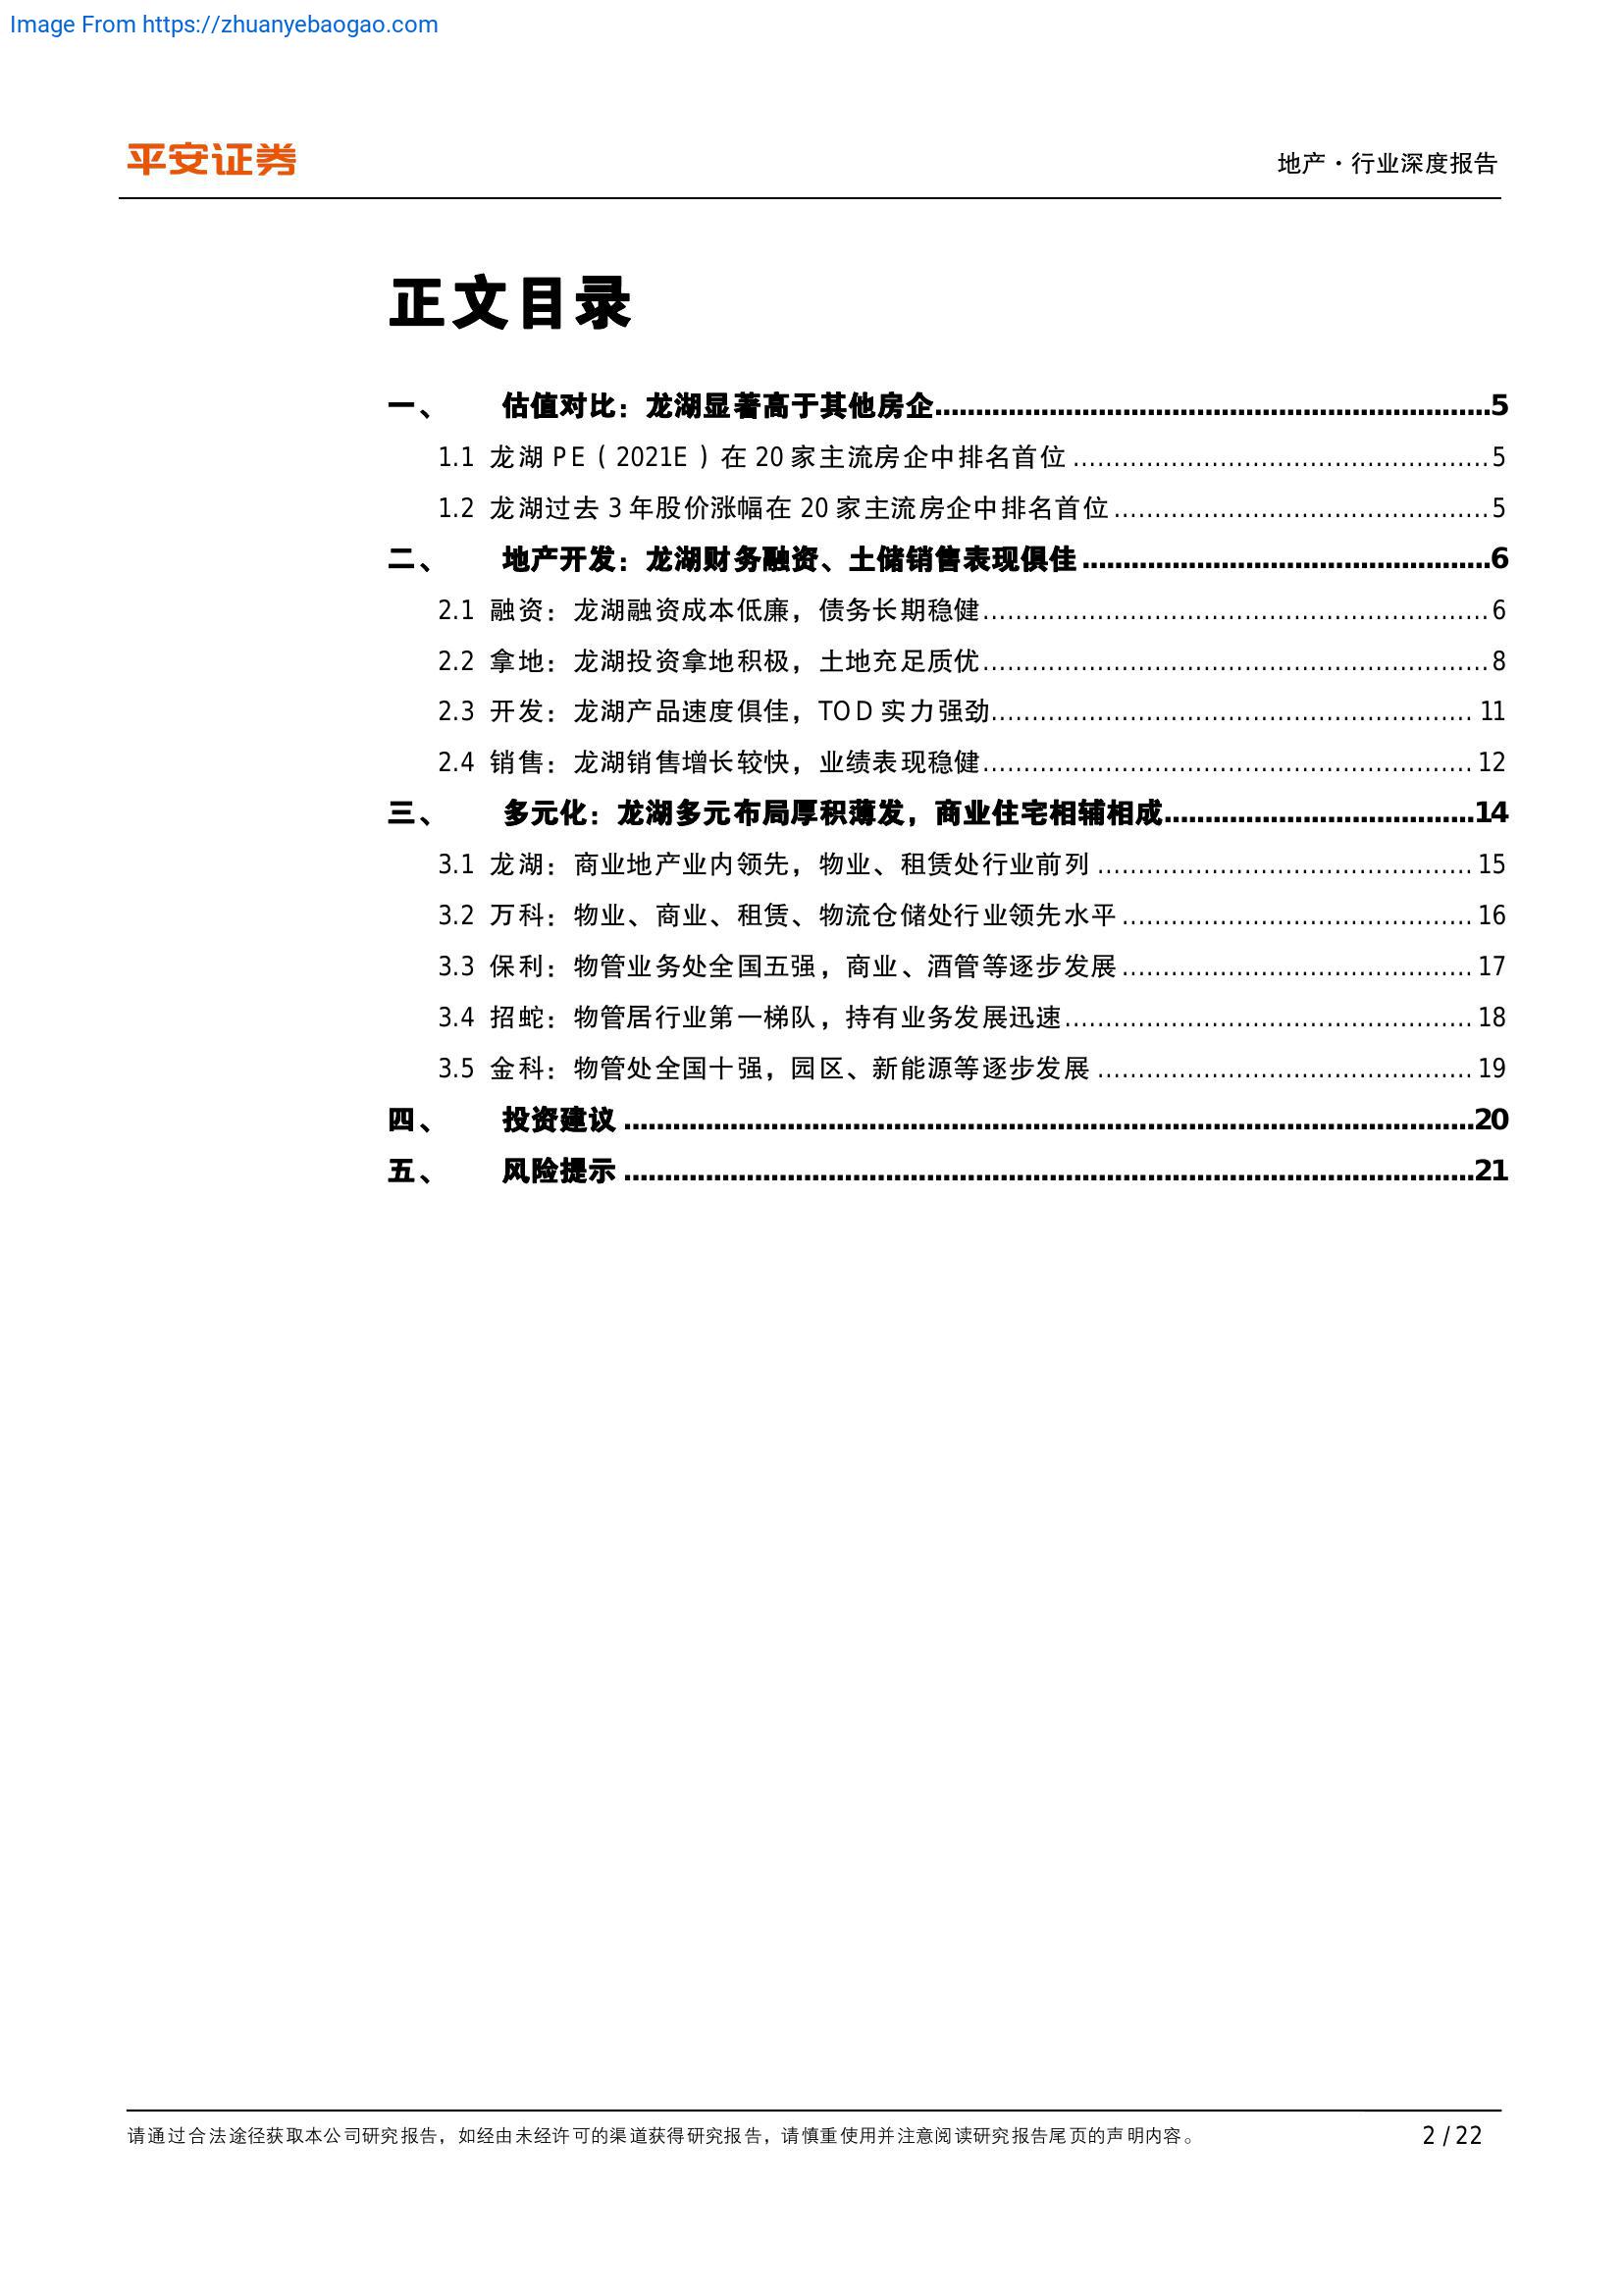 Image From https://zhuanyebaogao.com
平安证券
地产·行业深度报告
正文目录
一、 估值对比：龙湖显著高于其他房企........................................................................5
1.1 龙湖 PE（2021E）在 20 家主流房企中排名首位....................................................5
1.2 龙湖过去 3 年股价涨幅在 20 家主流房企中排名首位...............................................5
二、 地产开发：龙湖财务融资、土储销售表现俱佳....................................................6
2.1 融资：龙湖融资成本低廉，债务长期稳健...............................................................6
2.2 拿地：龙湖投资拿地积极，土地充足质优...............................................................8
2.3 开发：龙湖产品速度俱佳，TOD 实力强劲............................................................11
2.4 销售：龙湖销售增长较快，业绩表现稳健.............................................................12
三、 多元化：龙湖多元布局厚积薄发，商业住宅相辅相成......................................14
3.1 龙湖：商业地产业内领先，物业、租赁处行业前列...............................................15
3.2 万科：物业、商业、租赁、物流仓储处行业领先水平............................................16
3.3 保利：物管业务处全国五强，商业、酒管等逐步发展............................................17
3.4 招蛇：物管居行业第一梯队，持有业务发展迅速...................................................18
3.5 金科：物管处全国十强，园区、新能源等逐步发展...............................................19
四、 投资建议........................................................................................................20
五、 风险提示........................................................................................................21
请通过合法途径获取本公司研究报告，如经由未经许可的渠道获得研究报告，请慎重使用并注意阅读研究报告尾页的声明内容。 2 / 22